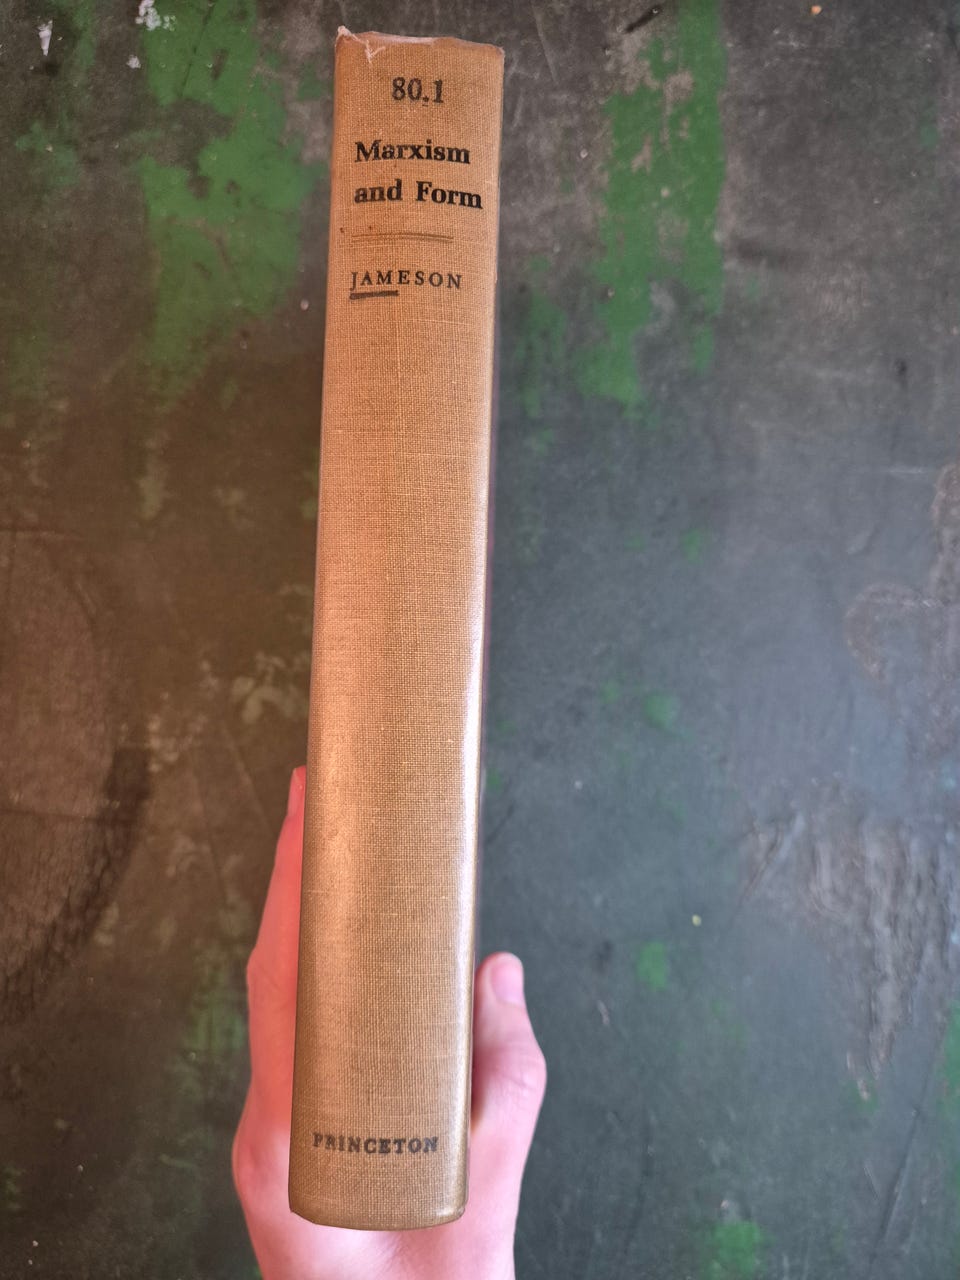 80.1
Marxism
and Form
JAMESON
PRINCETON